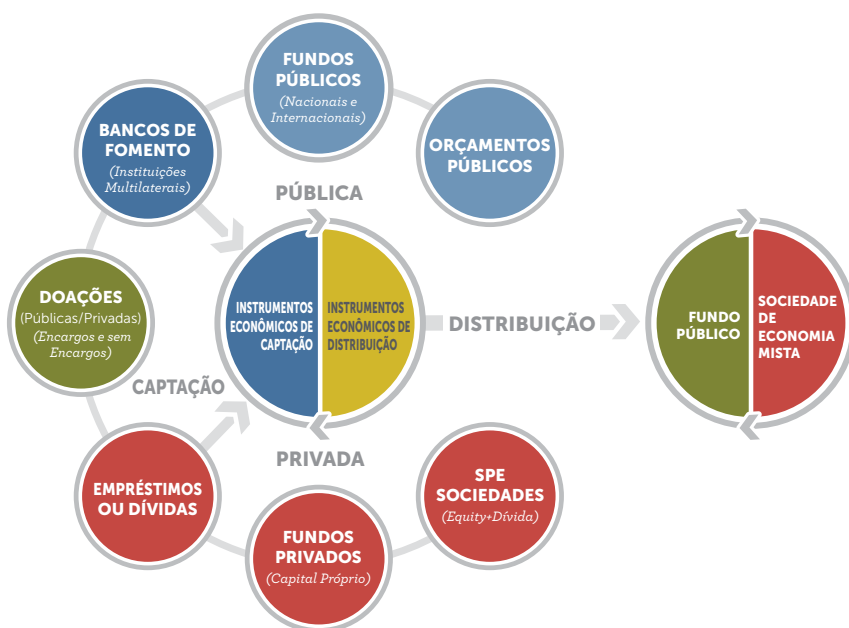 FUNDOS
PÚBLICOS
(Nacionais e
Internacionais)
BANCOS DE
FOMENTO
(Instituições
Multilaterais)
ORÇAMENTOS
PÚBLICOS
PÚBLICA
DOAÇÕES
(Públicas/Privadas)
(Encargos e sem
Encargos)
INSTRUMENTOS
ECONÔMICOS DE
CAPTAÇÃO
INSTRUMENTOS
ECONÔMICOS DE
DISTRIBUIÇÃO
DISTRIBUIÇÃO
FUNDO
PÚBLICO
SOCIEDADE
DE
ECONOMIA
MISTA
CAPTAÇÃO
PRIVADA
EMPRÉSTIMOS
OU DÍVIDAS
FUNDOS
PRIVADOS
(Capital Próprio)
SPE
SOCIEDADES
(Equity+Dívida)